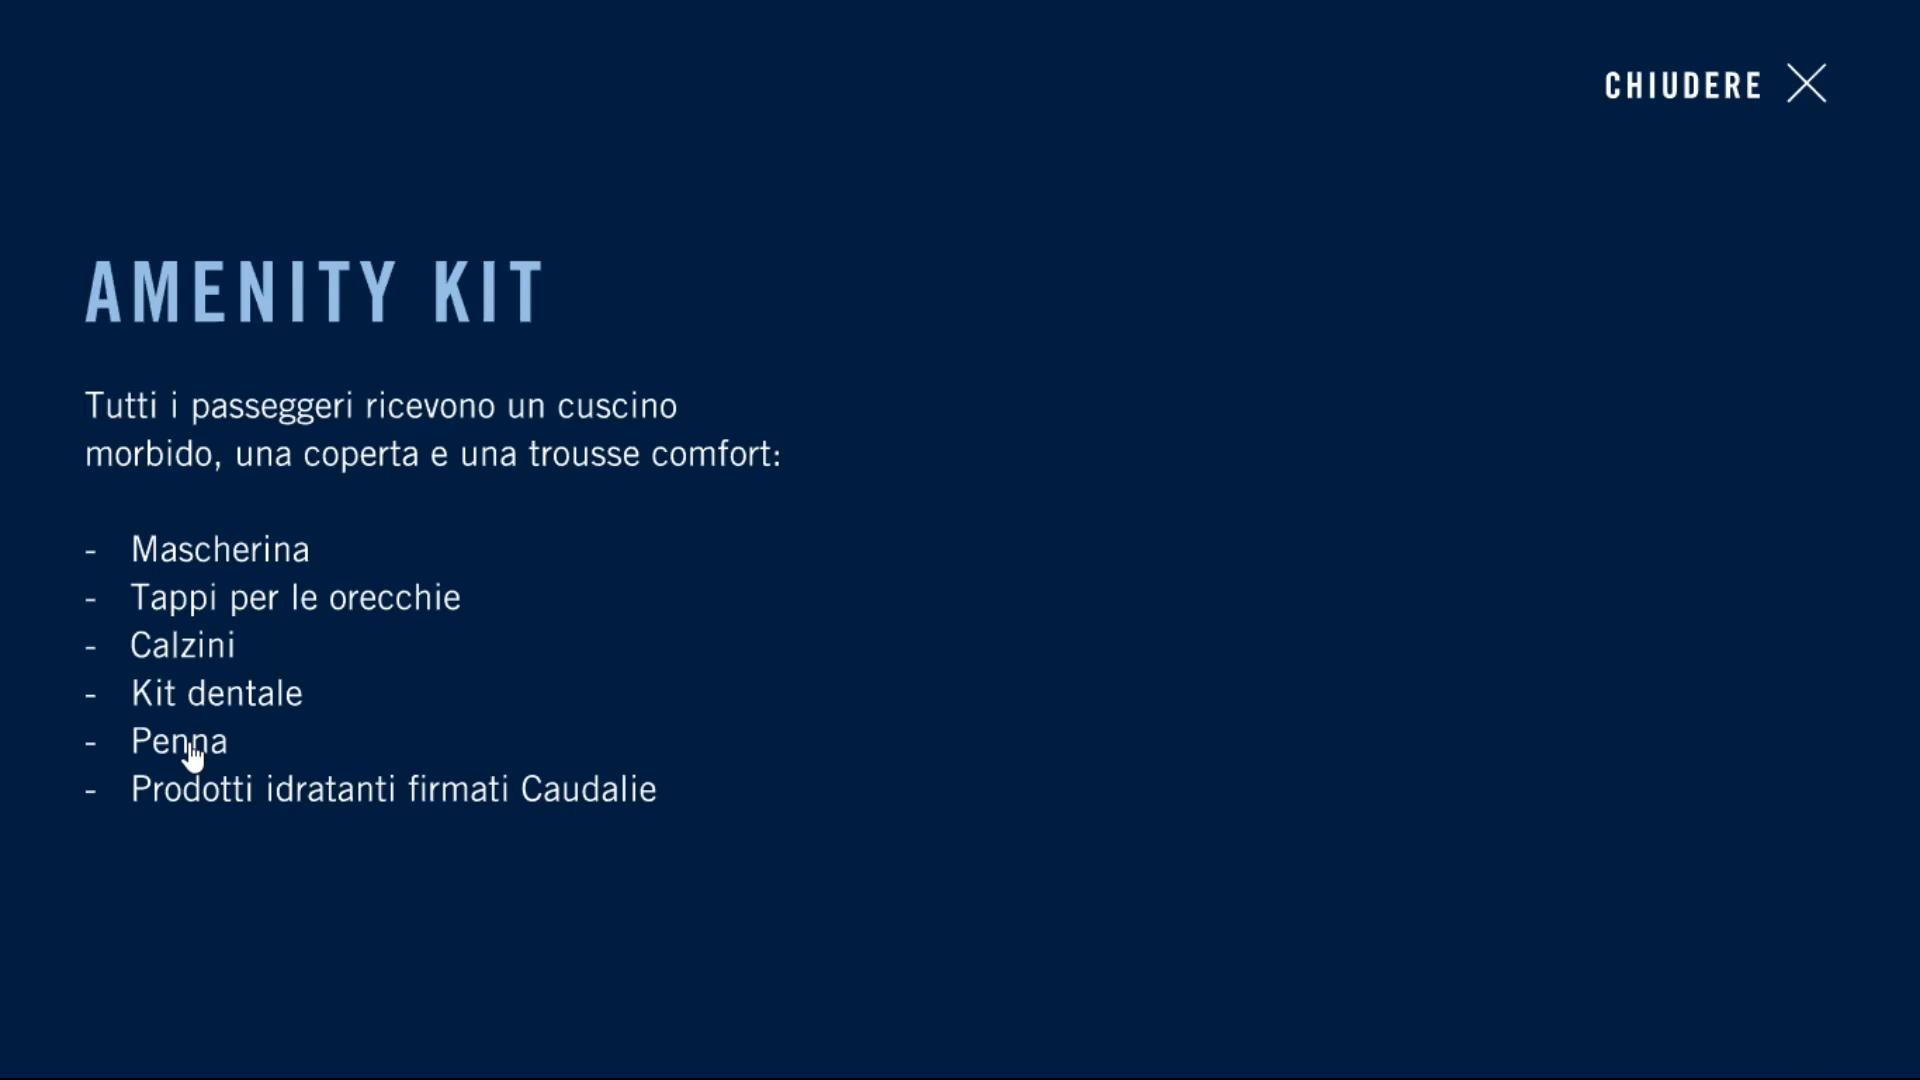 CHIUDERE
AMENITY KIT
Tutti i passeggeri ricevono un cuscino
morbido, una coperta e una trousse comfort:
- Mascherina
- Tappi per le orecchie
- Calzini
- Kit dentale
- Penna
- Prodotti idratanti firmati Caudalie